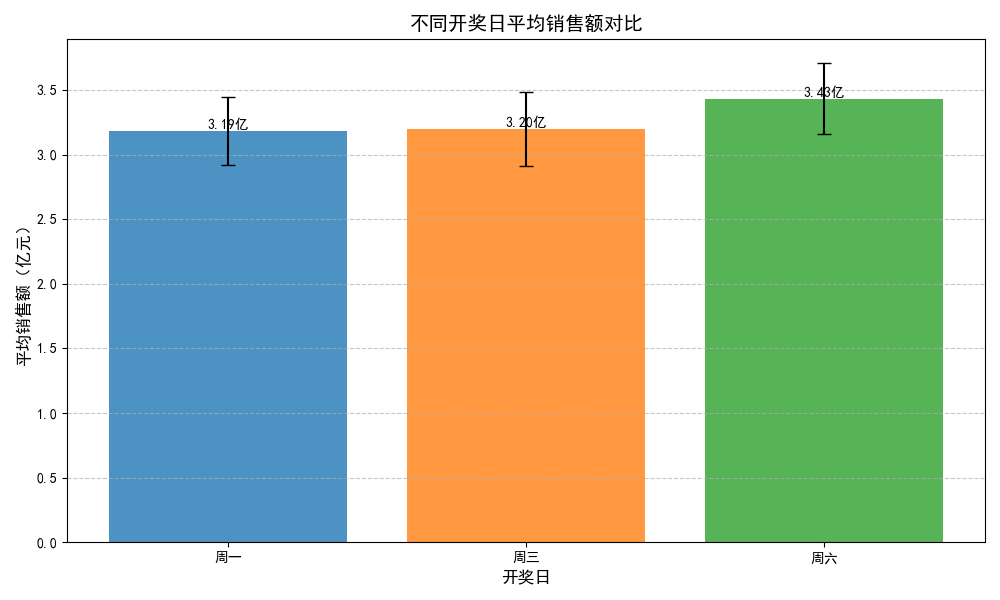 不同开奖日平均销售额对比
平均销售额（亿元）
3.5
3.0
2.5
2.0
1.5
1.0
0.5
0.0
3.19亿
3.20亿
3.43亿
周一
周三
周六
开奖日